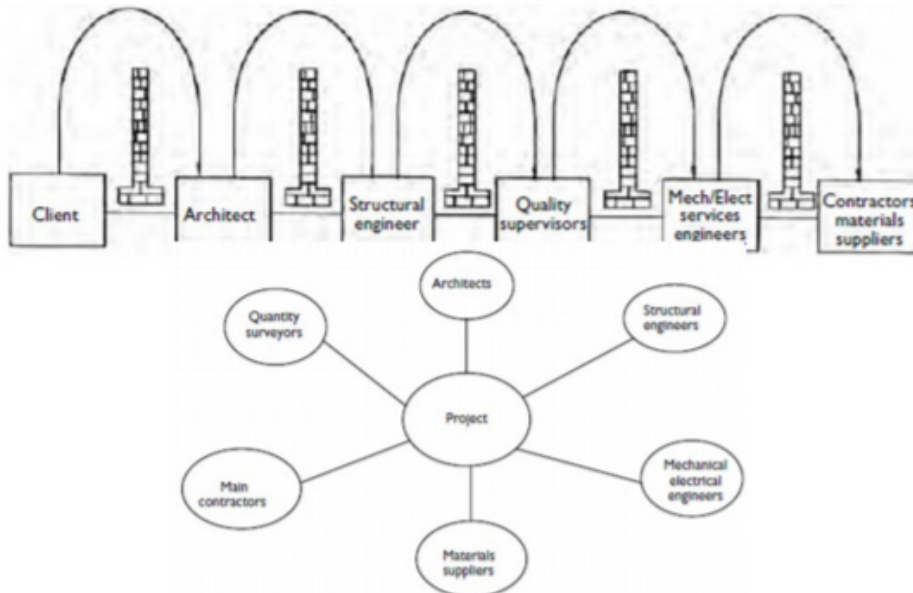 Client
Architect
Structural
engineer
Quality
supervisors
Mech/Elect
services
engineers
Contractors
materials
suppliers
Architects
Quantity
surveyors
Structural
engineers
Project
Main
contractors
Mechanical
electrical
engineers
Materials
suppliers